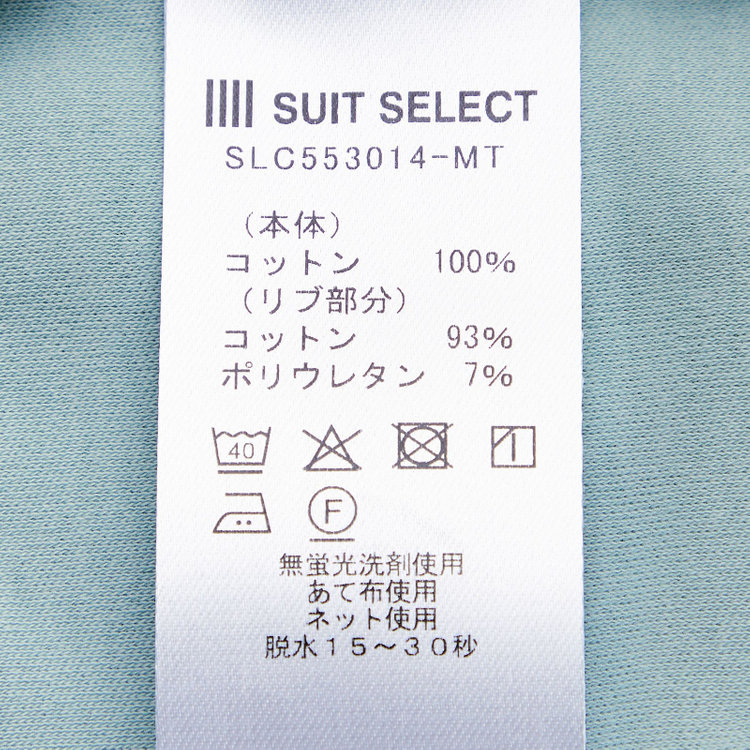 SUIT SELECT
SLC553014-MT
（本体）
コットン 100%
（リブ部分）
コットン 93%
ポリウレタン 7%
40
F
無蛍光洗剤使用
あて布使用
ネット使用
脱水15〜30秒